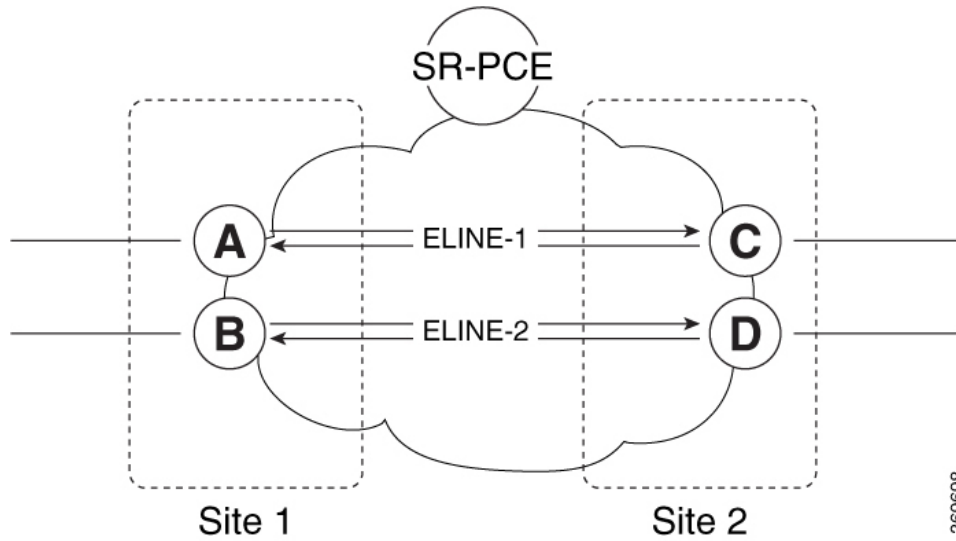 SR-PCE
A
ELINE-1
C
B
ELINE-2
D
Site 1
Site 2